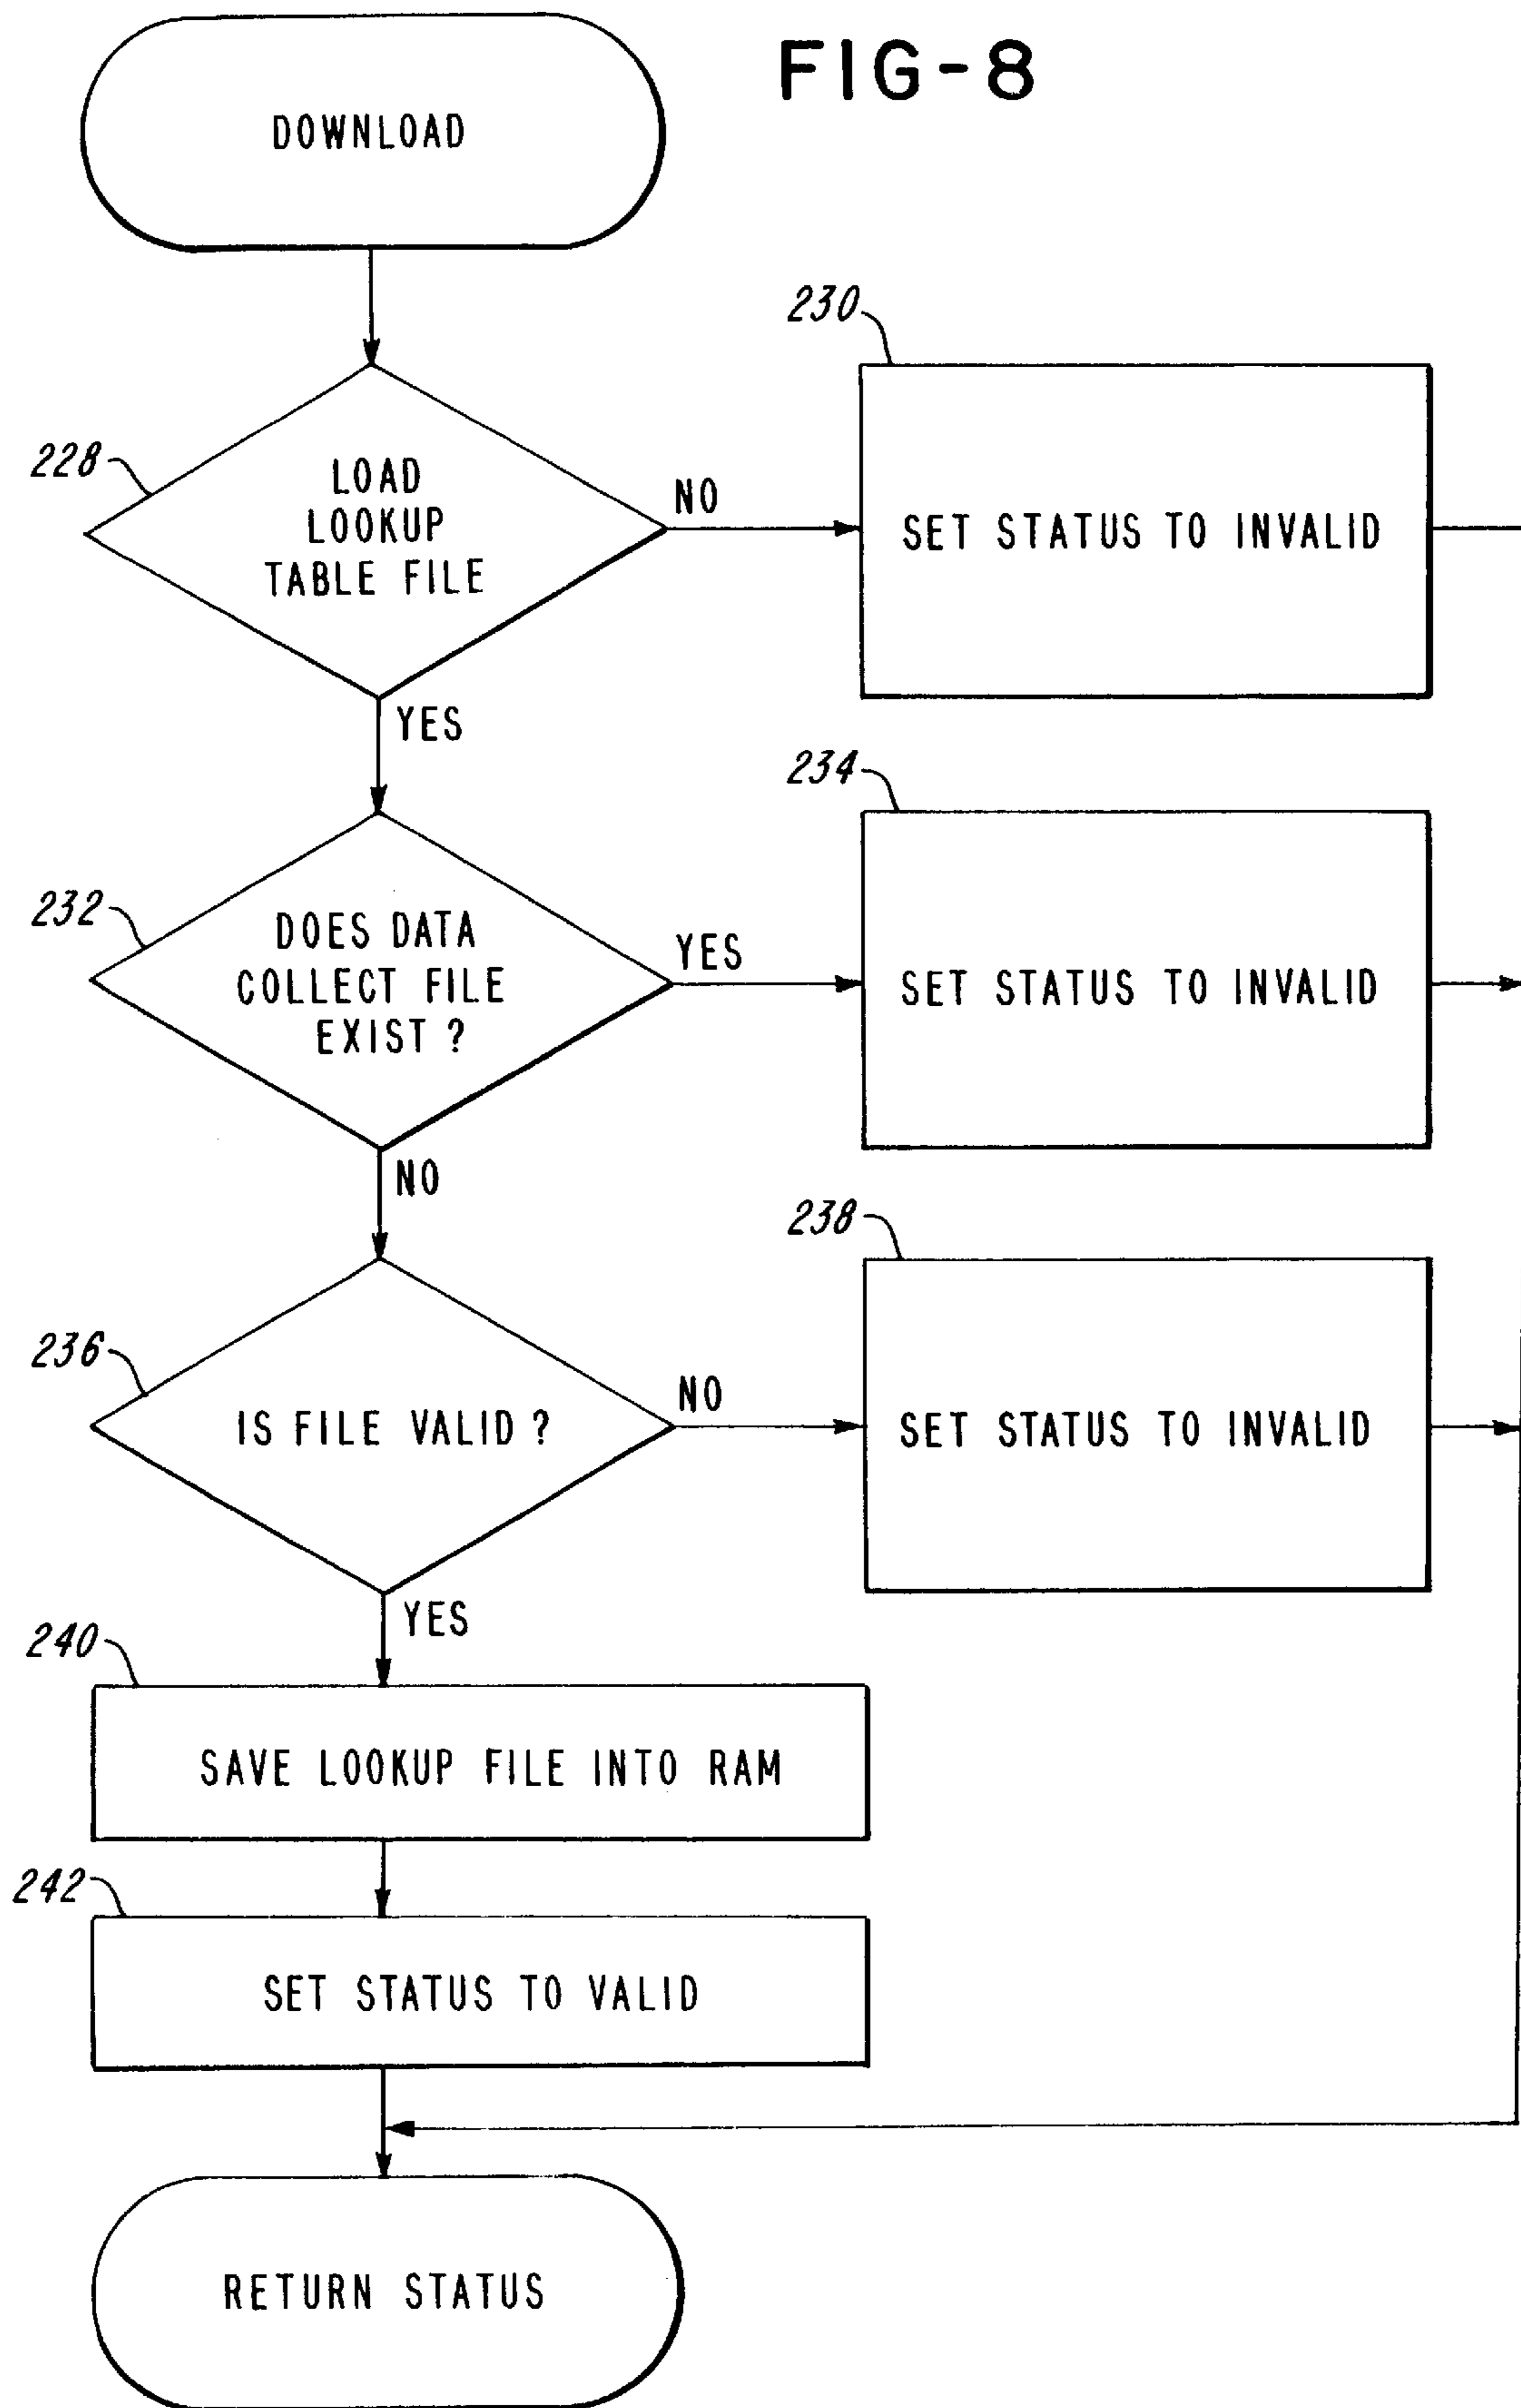 FIG-8
DOWNLOAD
230
228
LOAD
LOOKUP
TABLE FILE
NO
SET STATUS TO INVALID
YES
234
232
DOES DATA
COLLECT FILE
EXIST ?
YES
SET STATUS TO INVALID
NO
238
236
IS FILE VALID ?
NO
SET STATUS TO INVALID
YES
240
SAVE LOOKUP FILE INTO RAM
242
SET STATUS TO VALID
RETURN STATUS